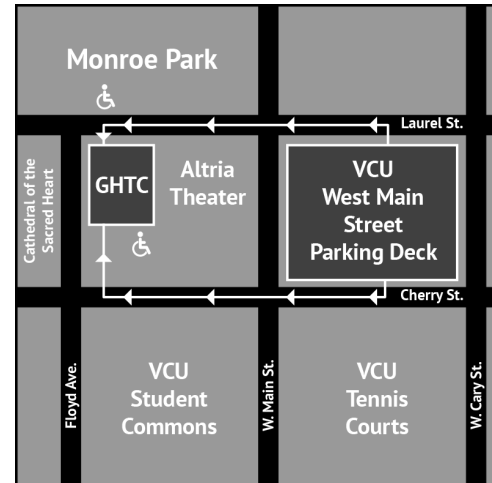 Monroe Park
Laurel St.
Cathedral of the
Sacred Heart
GHTC
Altria
Theater
VCU
West Main
Street
Parking Deck
Cherry St.
Floyd Ave.
VCU
Student
Commons
W. Main St.
VCU
Tennis
Courts
W. Cary St.